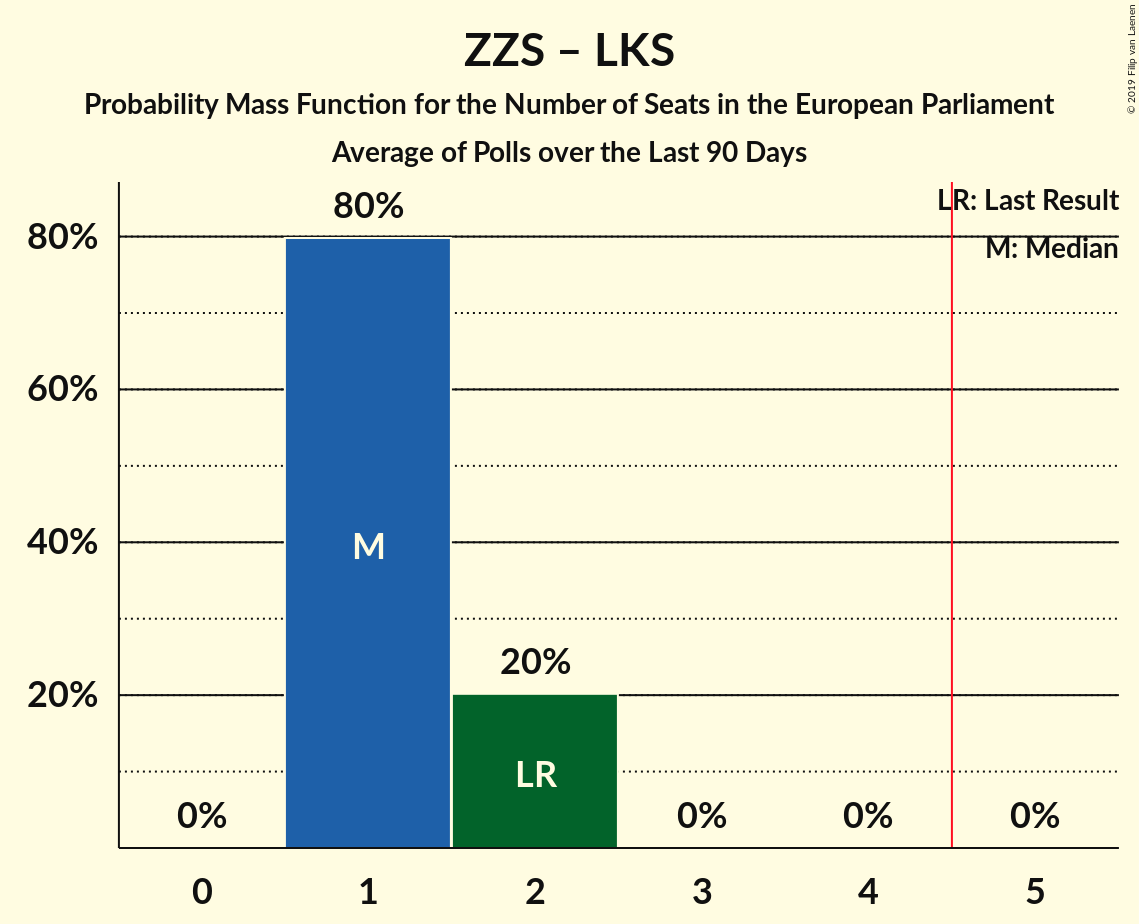 ZZS – LKS
Probability Mass Function for the Number of Seats in the European Parliament
Average of Polls over the Last 90 Days
© 2019 Filip van Laenen
LR: Last Result
M: Median
80%
60%
40%
20%
0%
80%
20%
0%
0%
0%
M
LR
0 1 2 3 4 5